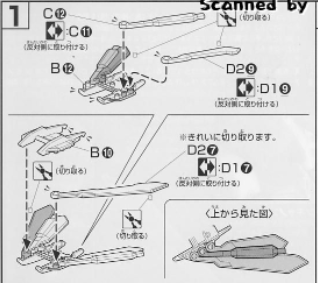 1
Scanned by
C⑫
:C⑪
(反対側に取り付ける)
(切り取る)
B⑫
D2⑨
:D1⑨
(反対側に取り付ける)
※きれいに切り取ります。
B⑩
(切り取る)
D2⑦
:D1⑦
(反対側に取り付ける)
(切り取る)
〈上から見た図〉